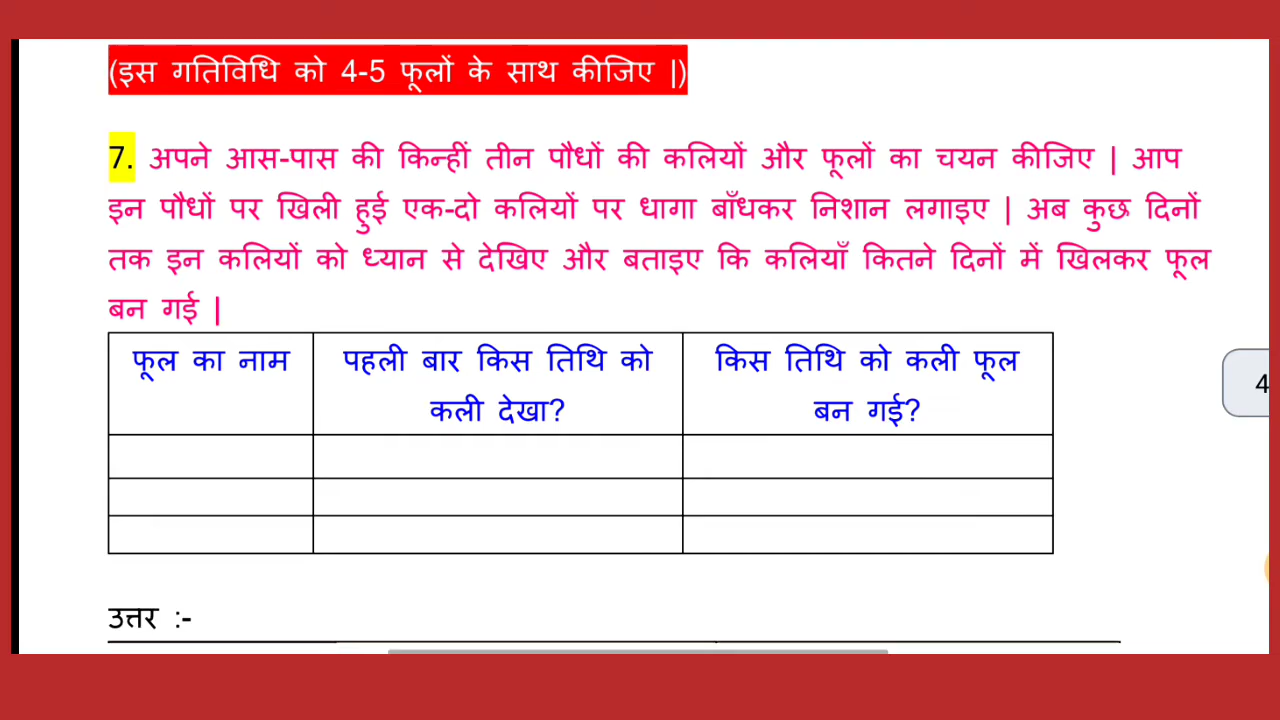 (इस गतिविधि को 4-5 फूलों के साथ कीजिए |)
7. अपने आस-पास की किन्हीं तीन पौधों की कलियों और फूलों का चयन कीजिए | आप
इन पौधों पर खिली हुई एक-दो कलियों पर धागा बाँधकर निशान लगाइए | अब कुछ दिनों
तक इन कलियों को ध्यान से देखिए और बताइए कि कलियाँ कितने दिनों में खिलकर फूल
बन गई |
फूल का नाम
पहली बार किस तिथि को
कली देखा?
किस तिथि को कली फूल
बन गई?
4
उत्तर :-